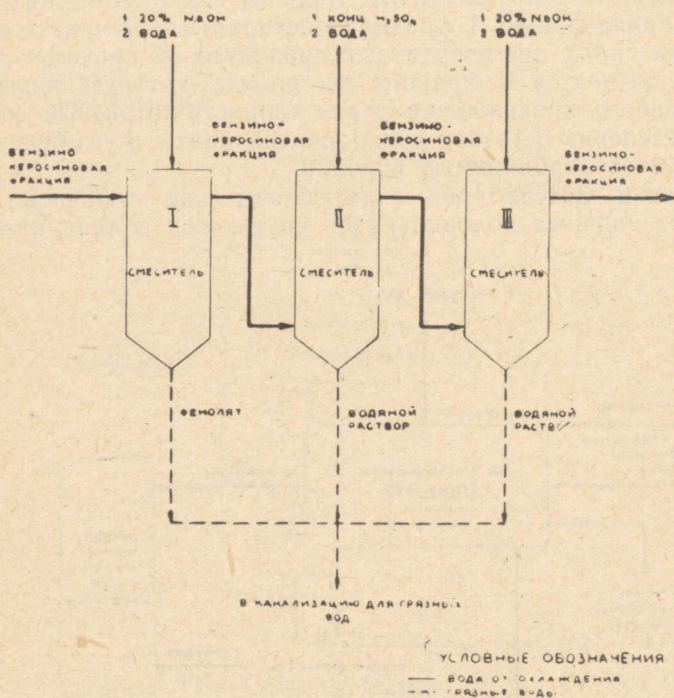 1 20% NaOH
2 ВОДА
1 КОНЦ H₂SO₄
2 ВОДА
1 20% NaOH
2 ВОДА
БЕНЗИНО
КЕРОСИНОВАЯ
ФРАКЦИЯ
БЕНЗИНО-
КЕРОСИНОВАЯ
ФРАКЦИЯ
БЕНЗИНО-
КЕРОСИНОВАЯ
ФРАКЦИЯ
БЕНЗИНО-
КЕРОСИНОВАЯ
ФРАКЦИЯ
I
II
III
СМЕСИТЕЛЬ
СМЕСИТЕЛЬ
СМЕСИТЕЛЬ
ФЕНОЛЯТ
ВОДЯНОЙ
РАСТВОР
ВОДЯНОЙ
РАСТВ
В КАНАЛИЗАЦИЮ ДЛЯ ГРЯЗНЫХ
ВОД
УСЛОВНЫЕ ОБОЗНАЧЕНИЯ
ВОДА ОТ ОХЛАЖДЕНИЯ
ГРЯЗНЫЕ ВОДЫ